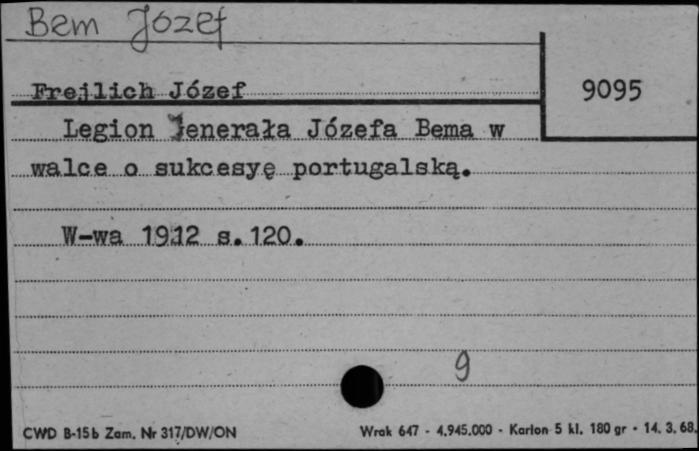 Bem Józef
Frejlich Józef
9095
Legion Jenerała Józefa Bema w
walce o sukcesyę portugalską.
W-wa 1912 s. 120.
9
CWD B-15b Zam. Nr 317/DW/ON
Wrak 647 - 4.945.000 - Karton 5 kl. 180 gr - 14. 3. 68.